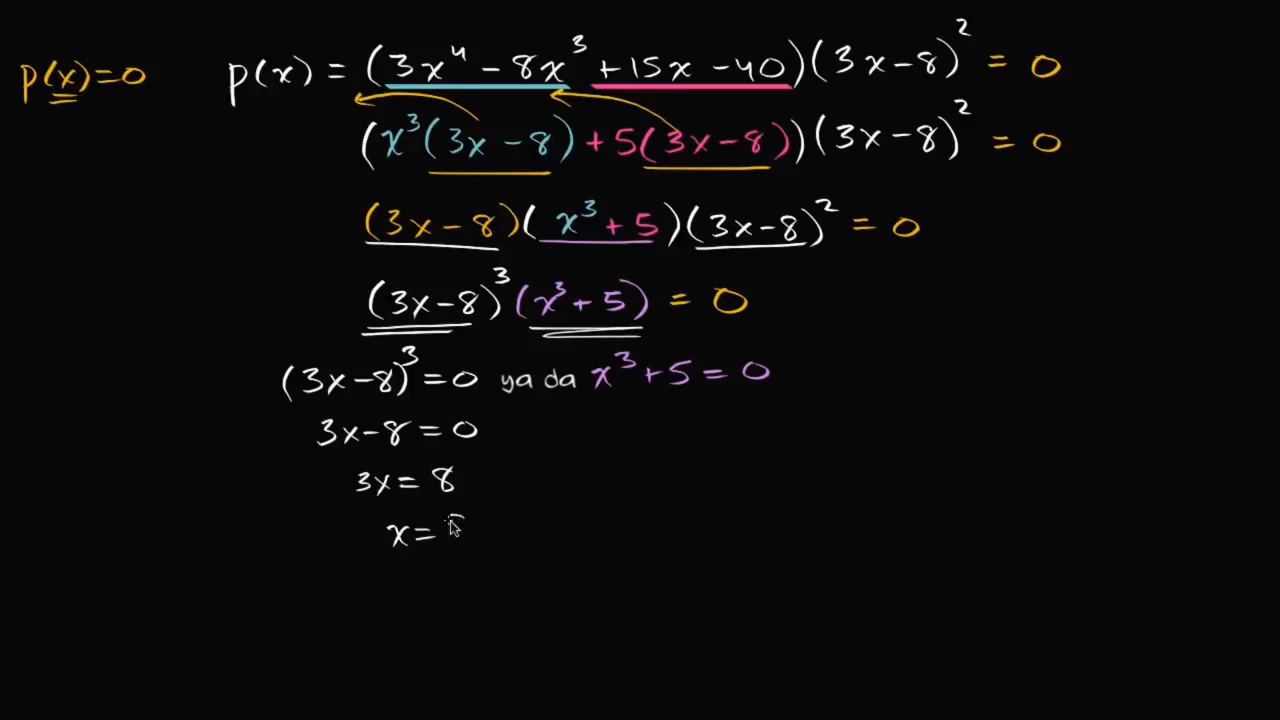 p(x)=0 p(x) = (3x⁴ - 8x³ + 15x - 40)(3x - 8)² = 0
(x³(3x - 8) + 5(3x - 8))(3x - 8)² = 0
(3x - 8)(x³ + 5)(3x - 8)² = 0
(3x - 8)³(x³ + 5) = 0
(3x - 8)³ = 0 ya da x³ + 5 = 0
3x - 8 = 0
3x = 8
x =